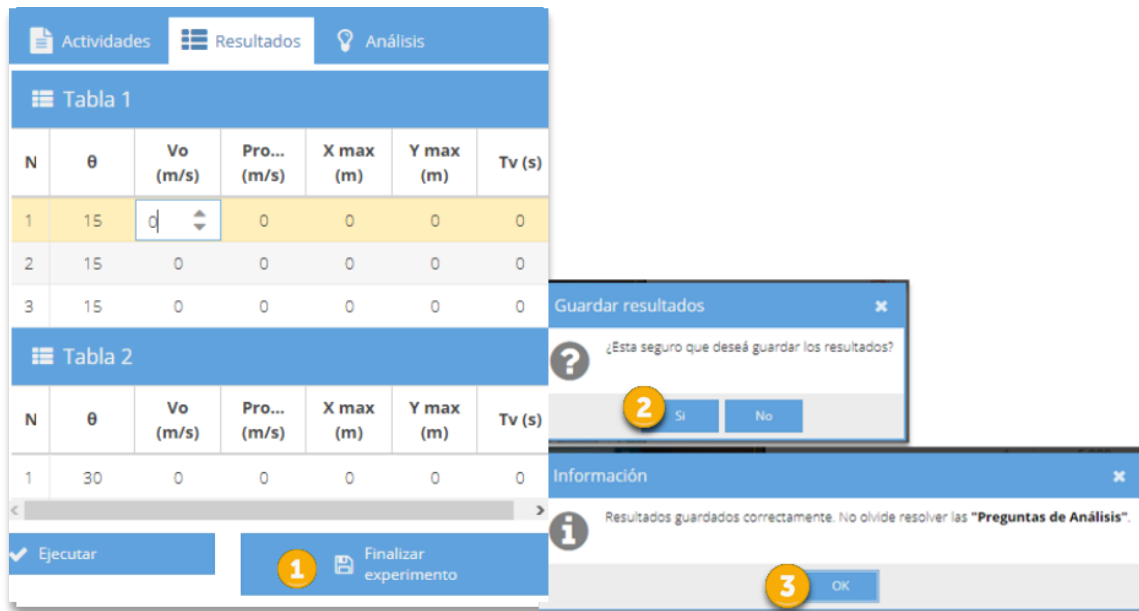 Actividades Resultados Análisis
Tabla 1
N θ Vo (m/s) Pro... (m/s) X max (m) Y max (m) Tv (s)
1 15 0 0 0 0 0
2 15 0 0 0 0 0
3 15 0 0 0 0 0
Tabla 2
N θ Vo (m/s) Pro... (m/s) X max (m) Y max (m) Tv (s)
1 30 0 0 0 0 0
Ejecutar
1 Finalizar
experimento
Guardar resultados
¿Esta seguro que deseá guardar los resultados?
2 Si No
Información
Resultados guardados correctamente. No olvide resolver las "Preguntas de Análisis".
3 OK